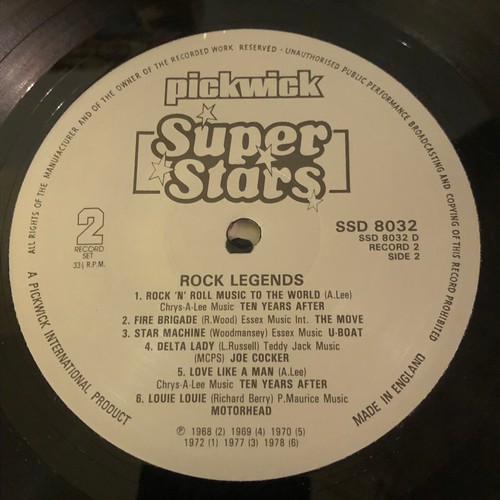 ALL RIGHTS OF THE MANUFACTURER AND OF THE OWNER OF THE RECORDED WORK RESERVED - UNAUTHORISED PUBLIC PERFORMANCE BROADCASTING AND COPYING OF THIS RECORD PROHIBITED
pickwick
Super
Stars
2
RECORD
SET
33⅓ R.P.M.
SSD 8032
SSD 8032 D
RECORD 2
SIDE 2
ROCK LEGENDS
1. ROCK 'N' ROLL MUSIC TO THE WORLD (A.Lee)
Chrys-A-Lee Music TEN YEARS AFTER
2. FIRE BRIGADE (R.Wood) Essex Music Int. THE MOVE
3. STAR MACHINE (Woodmansey) Essex Music U-BOAT
4. DELTA LADY (L.Russell) Teddy Jack Music
(MCPS) JOE COCKER
5. LOVE LIKE A MAN (A.Lee)
Chrys-A-Lee Music TEN YEARS AFTER
6. LOUIE LOUIE (Richard Berry) P.Maurice Music
MOTORHEAD
℗ 1968 (2) 1969 (4) 1970 (5)
1972 (1) 1977 (3) 1978 (6)
A PICKWICK INTERNATIONAL PRODUCT
MADE IN ENGLAND